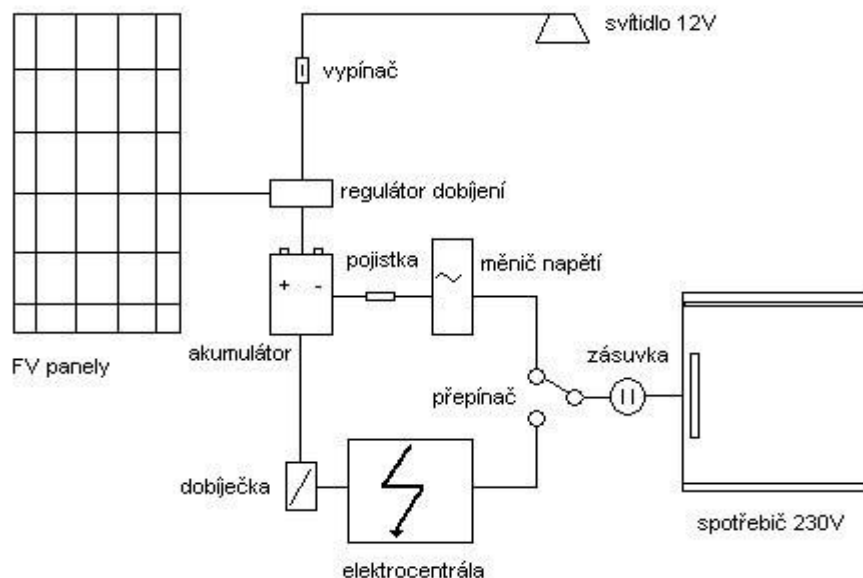 svítidlo 12V
vypínač
regulátor dobíjení
pojistka
měnič napětí
+ -
akumulátor
FV panely
zásuvka
přepínač
dobíječka
elektrocentrála
spotřebič 230V